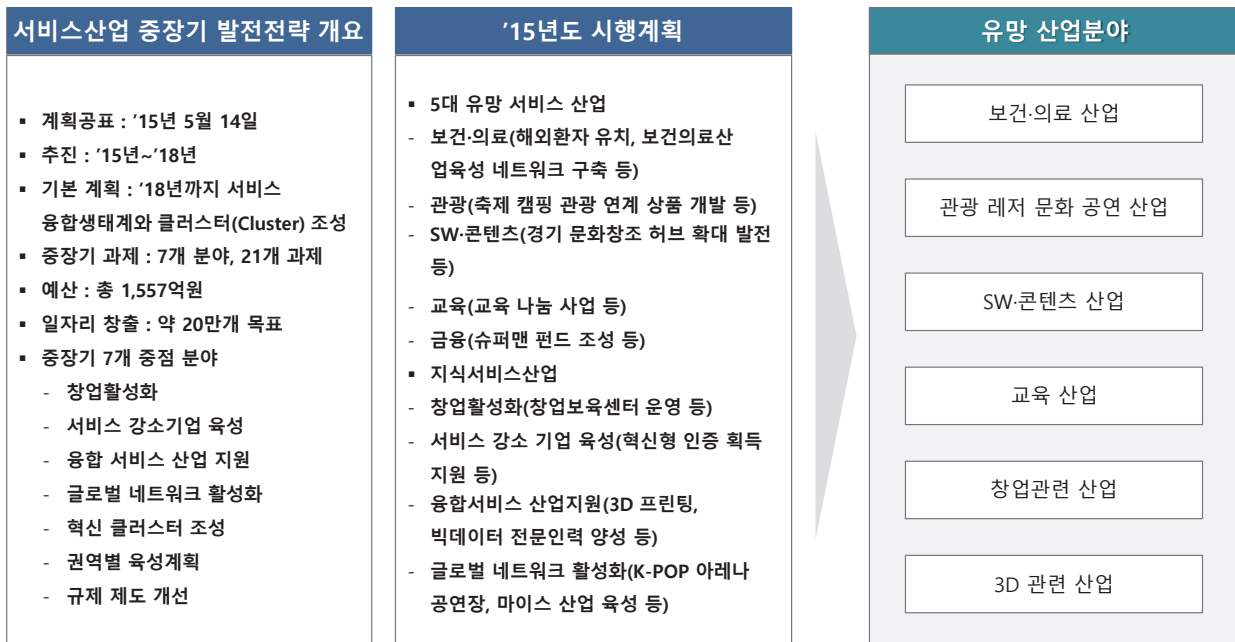 서비스산업 중장기 발전전략 개요
▪ 계획공표 : ’15년 5월 14일
▪ 추진 : ’15년~’18년
▪ 기본 계획 : ‘18년까지 서비스
융합생태계와 클러스터(Cluster) 조성
▪ 중장기 과제 : 7개 분야, 21개 과제
▪ 예산 : 총 1,557억원
▪ 일자리 창출 : 약 20만개 목표
▪ 중장기 7개 중점 분야
- 창업활성화
- 서비스 강소기업 육성
- 융합 서비스 산업 지원
- 글로벌 네트워크 활성화
- 혁신 클러스터 조성
- 권역별 육성계획
- 규제 제도 개선
’15년도 시행계획
▪ 5대 유망 서비스 산업
- 보건·의료(해외환자 유치, 보건의료산
업육성 네트워크 구축 등)
- 관광(축제 캠핑 관광 연계 상품 개발 등)
- SW·콘텐츠(경기 문화창조 허브 확대 발전
등)
- 교육(교육 나눔 사업 등)
- 금융(슈퍼맨 펀드 조성 등)
▪ 지식서비스산업
- 창업활성화(창업보육센터 운영 등)
- 서비스 강소 기업 육성(혁신형 인증 획득
지원 등)
- 융합서비스 산업지원(3D 프린팅,
빅데이터 전문인력 양성 등)
- 글로벌 네트워크 활성화(K-POP 아레나
공연장, 마이스 산업 육성 등)
유망 산업분야
보건·의료 산업
관광 레저 문화 공연 산업
SW·콘텐츠 산업
교육 산업
창업관련 산업
3D 관련 산업